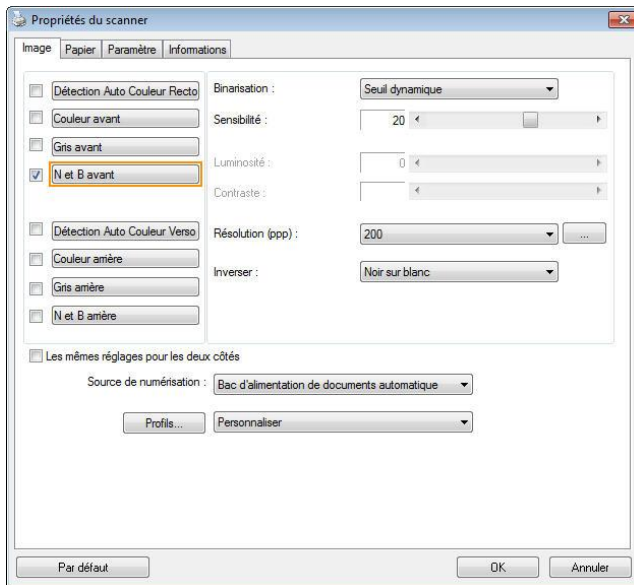 Propriétés du scanner
Image Papier Paramètre Informations
Détection Auto Couleur Recto
Couleur avant
Gris avant
N et B avant
Détection Auto Couleur Verso
Couleur arrière
Gris arrière
N et B arrière
Binarisation : Seuil dynamique
Sensibilité : 20
Luminosité : 0
Contraste :
Résolution (ppp) : 200 ...
Inverser : Noir sur blanc
Les mêmes réglages pour les deux côtés
Source de numérisation : Bac d'alimentation de documents automatique
Profils... Personnaliser
Par défaut OK Annuler